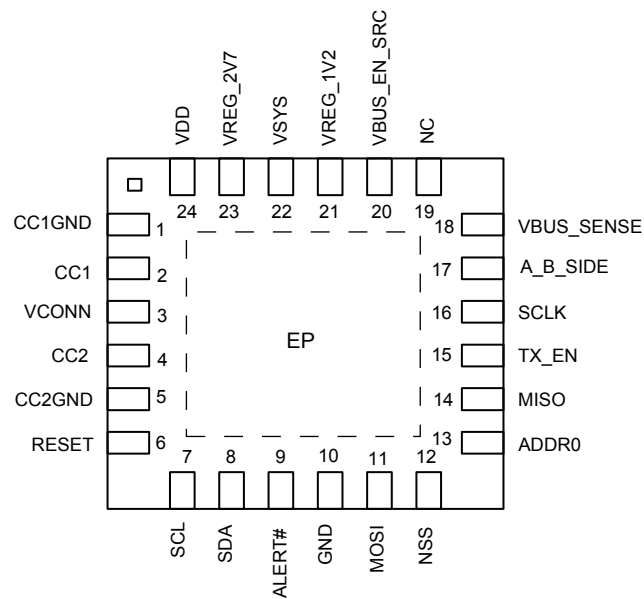 VDD
VREG_2V7
VSYS
VREG_1V2
VBUS_EN_SRC
NC
24
23
22
21
20
19
CC1GND
1
18
VBUS_SENSE
CC1
2
17
A_B_SIDE
VCONN
3
16
SCLK
EP
CC2
4
15
TX_EN
CC2GND
5
14
MISO
RESET
6
13
ADDR0
7
8
9
10
11
12
SCL
SDA
ALERT#
GND
MOSI
NSS